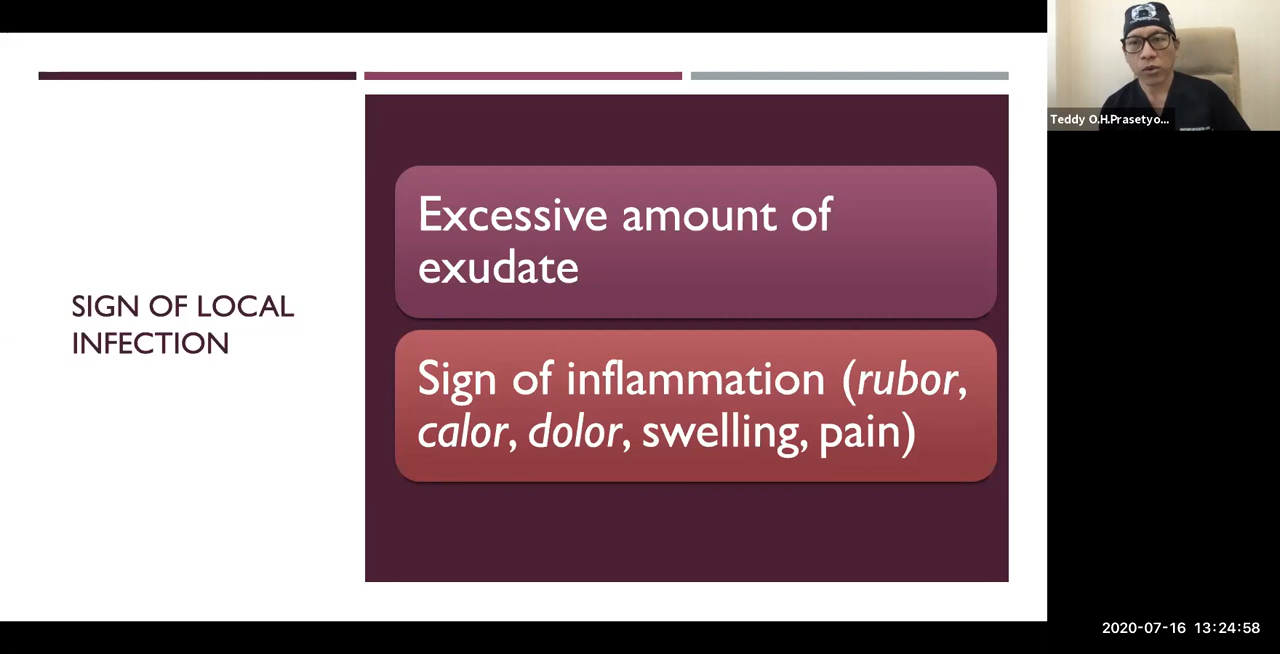 SIGN OF LOCAL
INFECTION
Excessive amount of
exudate
Sign of inflammation (rubor,
calor, dolor, swelling, pain)
Teddy O.H.Prasetyo...
2020-07-16 13:24:58